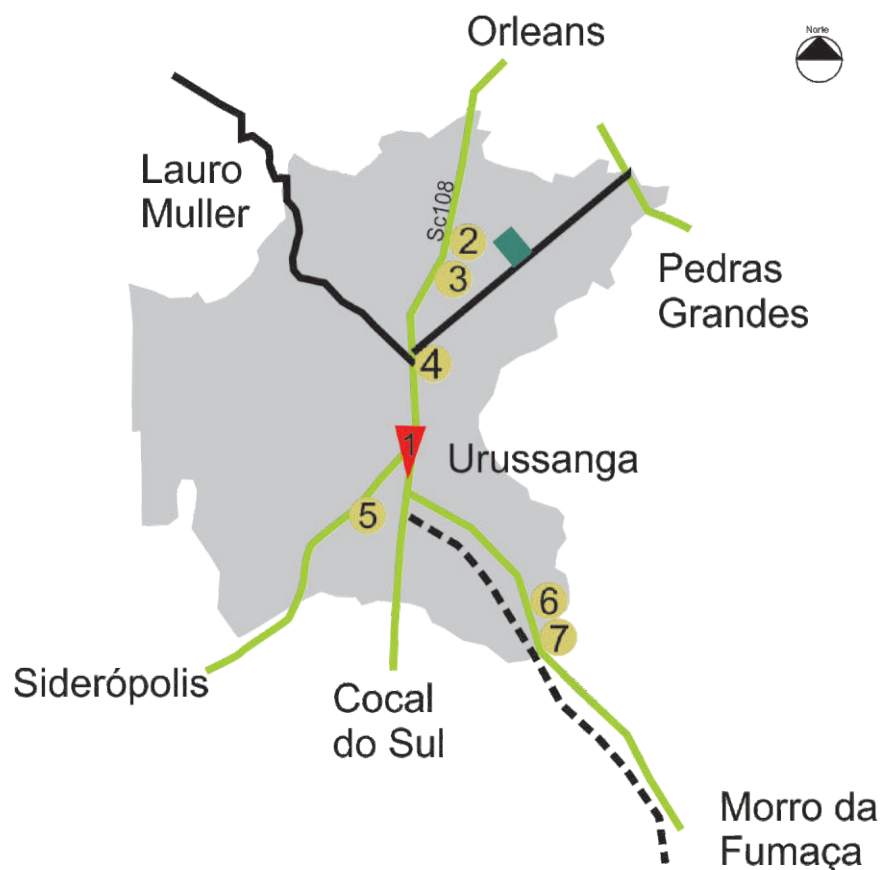 Orleans
Norte
Lauro
Muller
Sc108
2
3
Pedras
Grandes
4
1
Urussanga
5
6
7
Siderópolis
Cocal
do Sul
Morro da
Fumaça